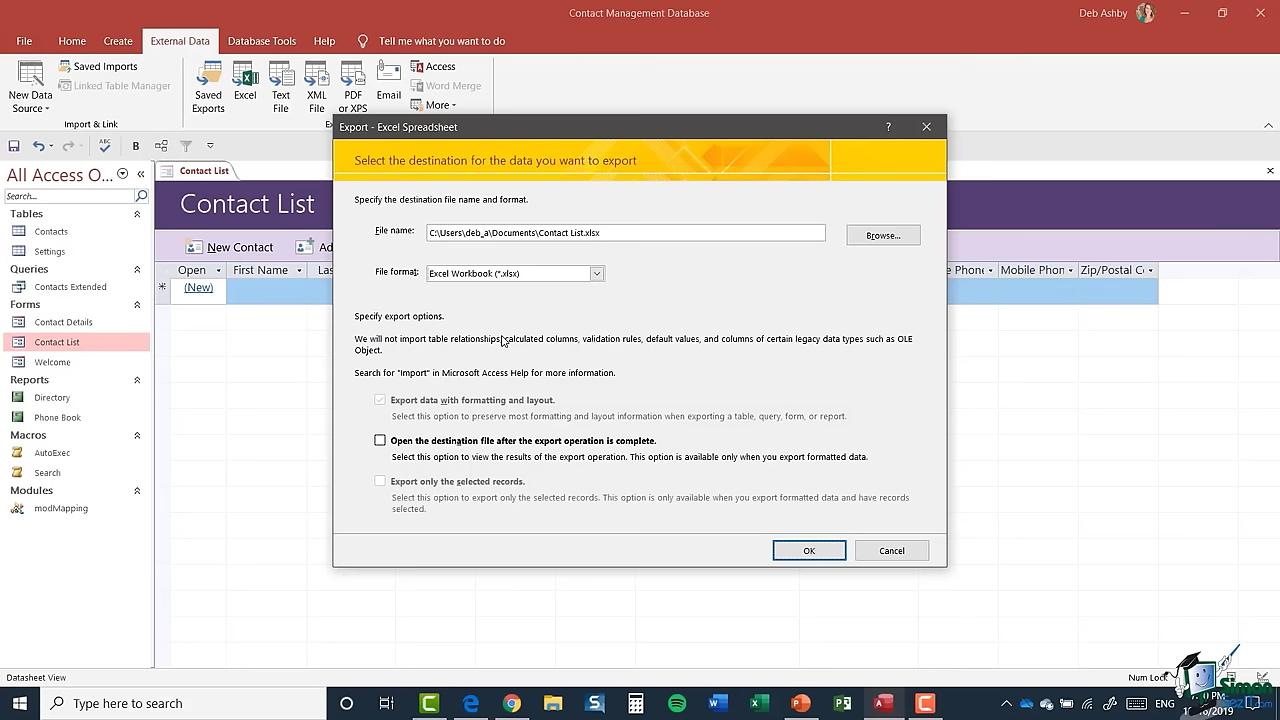 Contact Management Database
Deb Ashby
File Home Create External Data Database Tools Help Tell me what you want to do
New Data Source
Saved Imports
Linked Table Manager
Import & Link
Saved Exports
Excel
Text File
XML File
PDF or XPS
Email
Access
Word Merge
More
All Access O...
Search...
Tables
Contacts
Settings
Queries
Contacts Extended
Forms
Contact Details
Contact List
Welcome
Reports
Directory
Phone Book
Macros
AutoExec
Search
Modules
modMapping
Contact List
Contact List
New Contact
Open First Name
e Phone Mobile Phon Zip/Postal C
(New)
Export - Excel Spreadsheet
Select the destination for the data you want to export
Specify the destination file name and format.
File name: C:\Users\deb_a\Documents\Contact List.xlsx Browse...
File format: Excel Workbook (*.xlsx)
Specify export options.
We will not import table relationships, calculated columns, validation rules, default values, and columns of certain legacy data types such as OLE
Object.
Search for "Import" in Microsoft Access Help for more information.
Export data with formatting and layout.
Select this option to preserve most formatting and layout information when exporting a table, query, form, or report.
Open the destination file after the export operation is complete.
Select this option to view the results of the export operation. This option is available only when you export formatted data.
Export only the selected records.
Select this option to export only the selected records. This option is only available when you export formatted data and have records
selected.
OK Cancel
Datasheet View
Num Lock
Type here to search
ENG